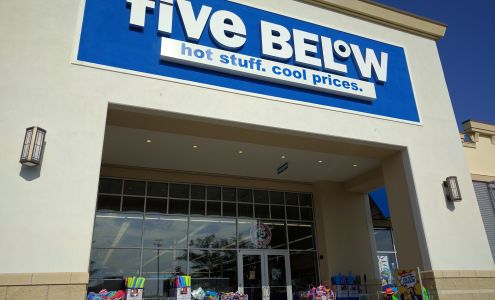 five BELOW
hot stuff. cool prices.